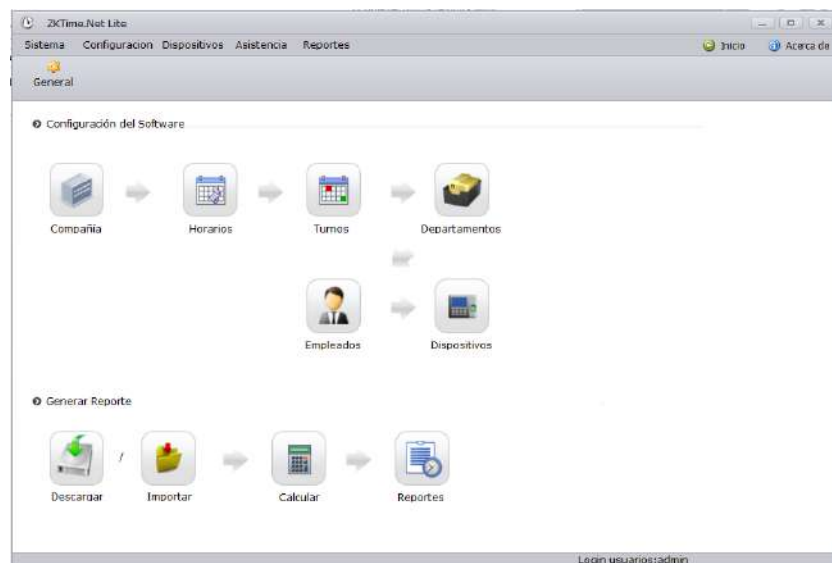 ZKTime.Net Lite
Sistema Configuracion Dispositivos Asistencia Reportes Inicio Acerca de
General
Configuración del Software
Compañia Horarios Turnos Departamentos
Empleados Dispositivos
Generar Reporte
/
Descargar Importar Calcular Reportes
Login usuarios:admin